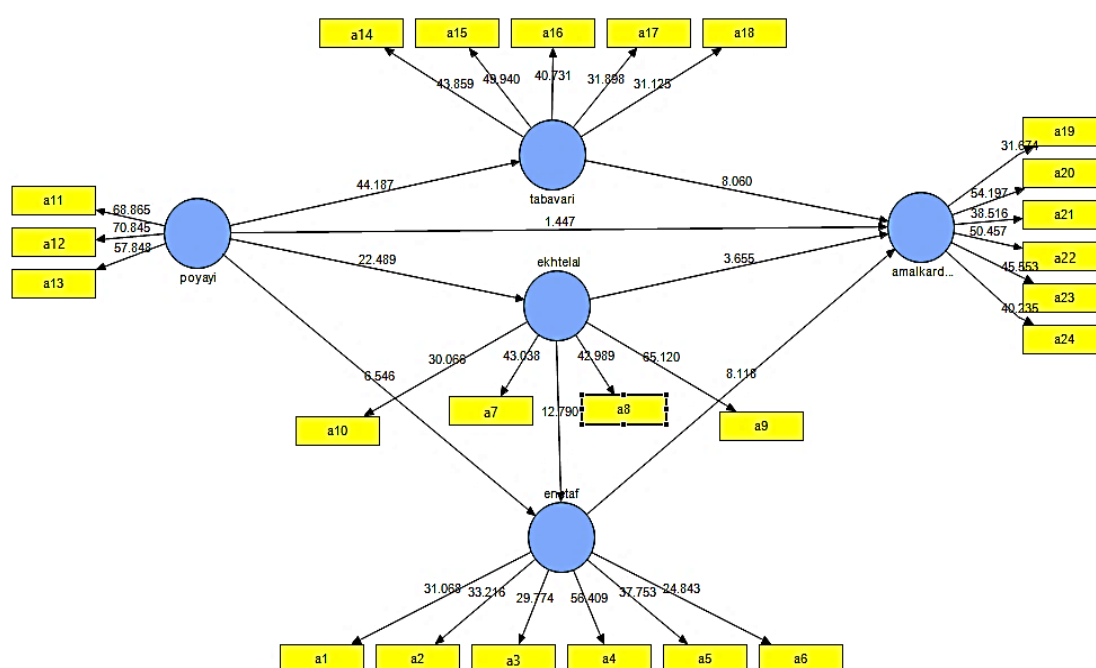 a14
a15
a16
a17
a18
43.859
49.940
40.731
31.898
31.125
tabavari
a11
a12
a13
68.865
70.845
57.848
poyayi
44.187
8.060
1.447
22.489
3.655
6.546
8.118
12.790
ekhtelal
30.066
43.038
42.989
65.120
a10
a7
a8
a9
amalkard...
31.674
54.197
38.516
50.457
45.553
40.235
a19
a20
a21
a22
a23
a24
31.068
33.216
29.774
56.409
37.753
24.843
a1
a2
a3
a4
a5
a6